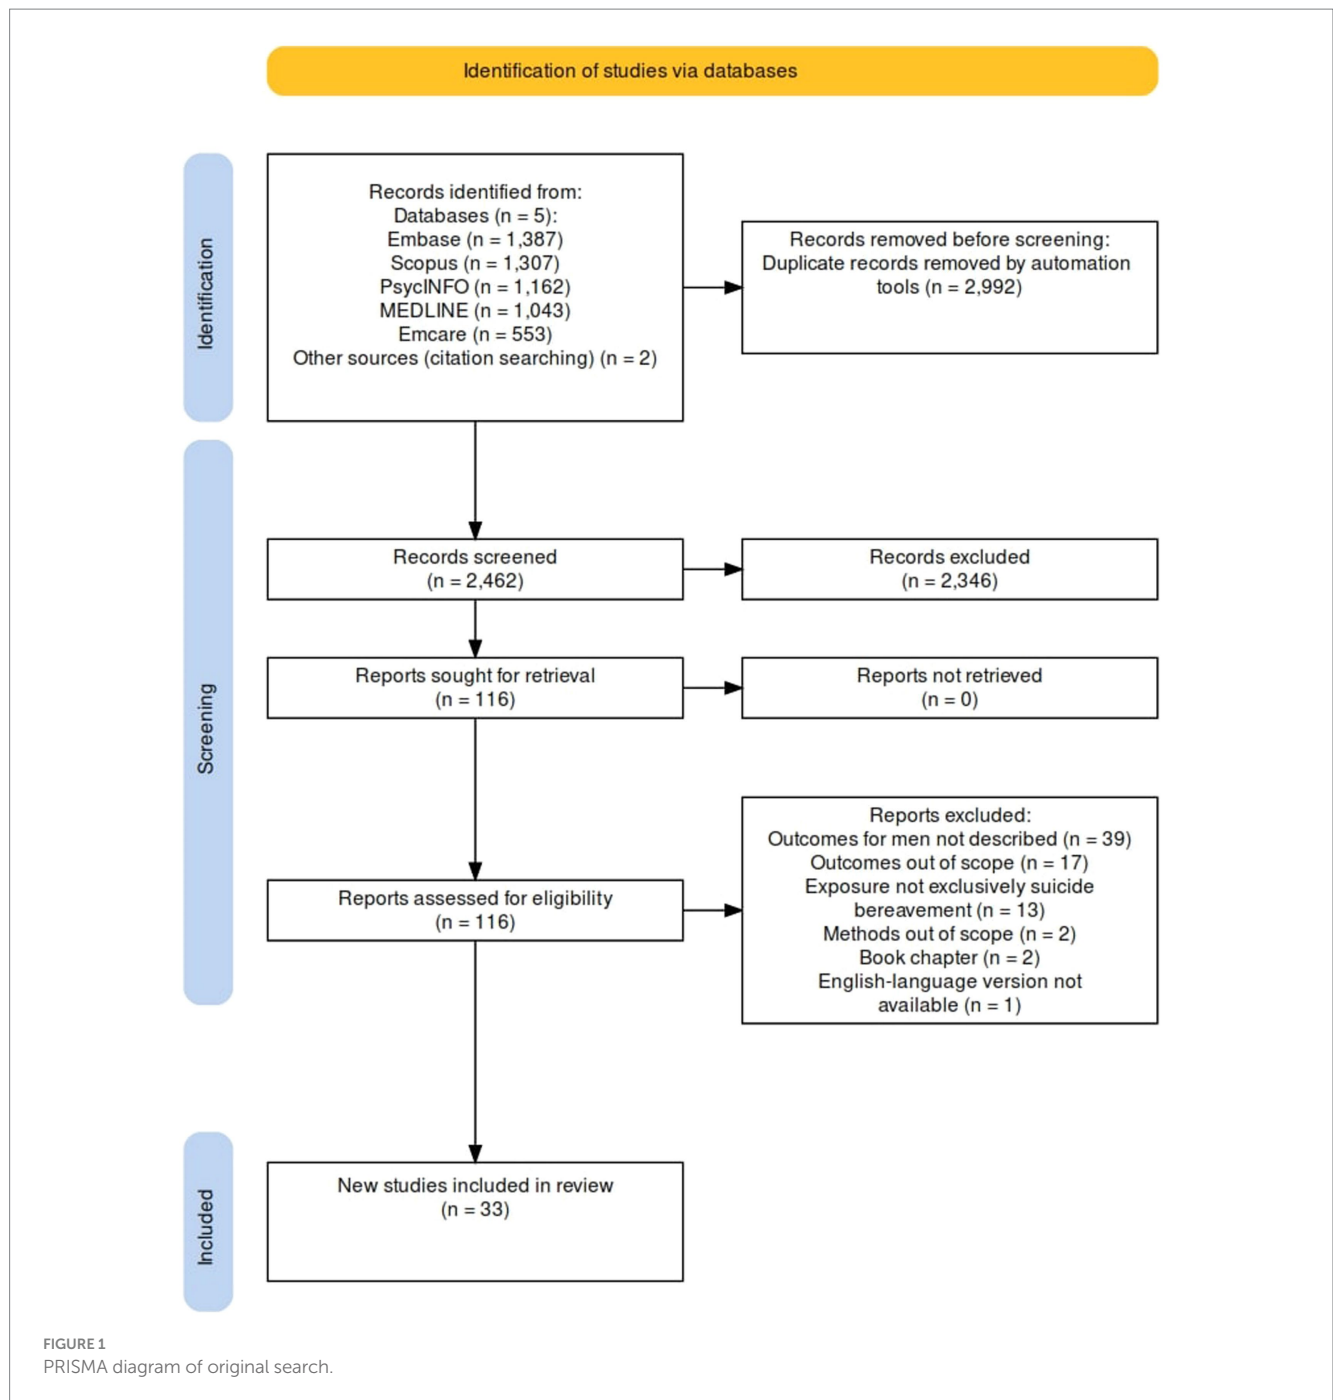 Identification of studies via databases
Identification
Records identified from:
Databases (n = 5):
Embase (n = 1,387)
Scopus (n = 1,307)
PsycINFO (n = 1,162)
MEDLINE (n = 1,043)
Emcare (n = 553)
Other sources (citation searching) (n = 2)
Records removed before screening:
Duplicate records removed by automation
tools (n = 2,992)
Screening
Records screened
(n = 2,462)
Records excluded
(n = 2,346)
Reports sought for retrieval
(n = 116)
Reports not retrieved
(n = 0)
Reports assessed for eligibility
(n = 116)
Reports excluded:
Outcomes for men not described (n = 39)
Outcomes out of scope (n = 17)
Exposure not exclusively suicide
bereavement (n = 13)
Methods out of scope (n = 2)
Book chapter (n = 2)
English-language version not
available (n = 1)
Included
New studies included in review
(n = 33)
FIGURE 1
PRISMA diagram of original search.